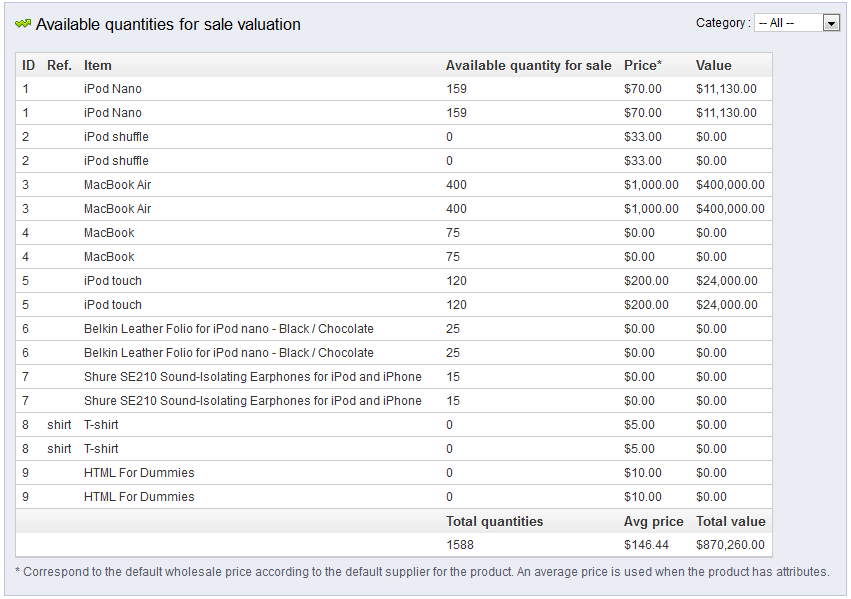 Available quantities for sale valuation
Category : -- All --
ID Ref. Item Available quantity for sale Price* Value
1 iPod Nano 159 $70.00 $11,130.00
1 iPod Nano 159 $70.00 $11,130.00
2 iPod shuffle 0 $33.00 $0.00
2 iPod shuffle 0 $33.00 $0.00
3 MacBook Air 400 $1,000.00 $400,000.00
3 MacBook Air 400 $1,000.00 $400,000.00
4 MacBook 75 $0.00 $0.00
4 MacBook 75 $0.00 $0.00
5 iPod touch 120 $200.00 $24,000.00
5 iPod touch 120 $200.00 $24,000.00
6 Belkin Leather Folio for iPod nano - Black / Chocolate 25 $0.00 $0.00
6 Belkin Leather Folio for iPod nano - Black / Chocolate 25 $0.00 $0.00
7 Shure SE210 Sound-Isolating Earphones for iPod and iPhone 15 $0.00 $0.00
7 Shure SE210 Sound-Isolating Earphones for iPod and iPhone 15 $0.00 $0.00
8 shirt T-shirt 0 $5.00 $0.00
8 shirt T-shirt 0 $5.00 $0.00
9 HTML For Dummies 0 $10.00 $0.00
9 HTML For Dummies 0 $10.00 $0.00
Total quantities Avg price Total value
1588 $146.44 $870,260.00
* Correspond to the default wholesale price according to the default supplier for the product. An average price is used when the product has attributes.